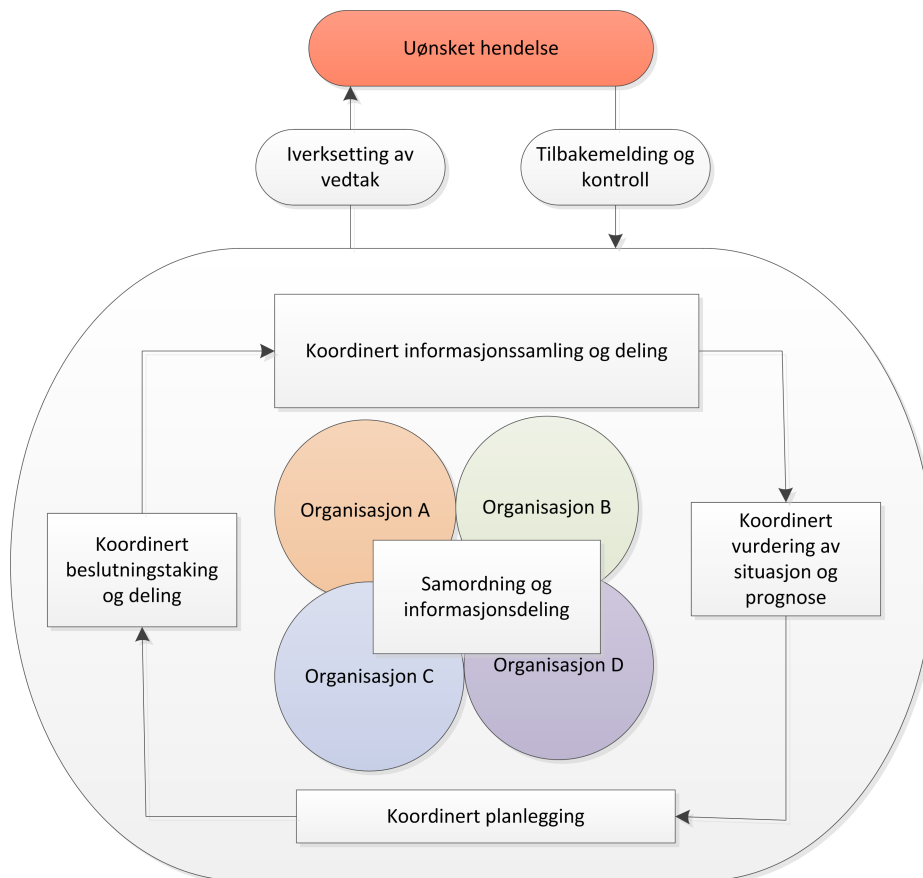 Uønsket hendelse
Iverksetting av
vedtak
Tilbakemelding og
kontroll
Koordinert informasjonssamling og deling
Organisasjon A
Organisasjon B
Koordinert
beslutningstaking
og deling
Samordning og
informasjonsdeling
Koordinert
vurdering av
situasjon og
prognose
Organisasjon C
Organisasjon D
Koordinert planlegging